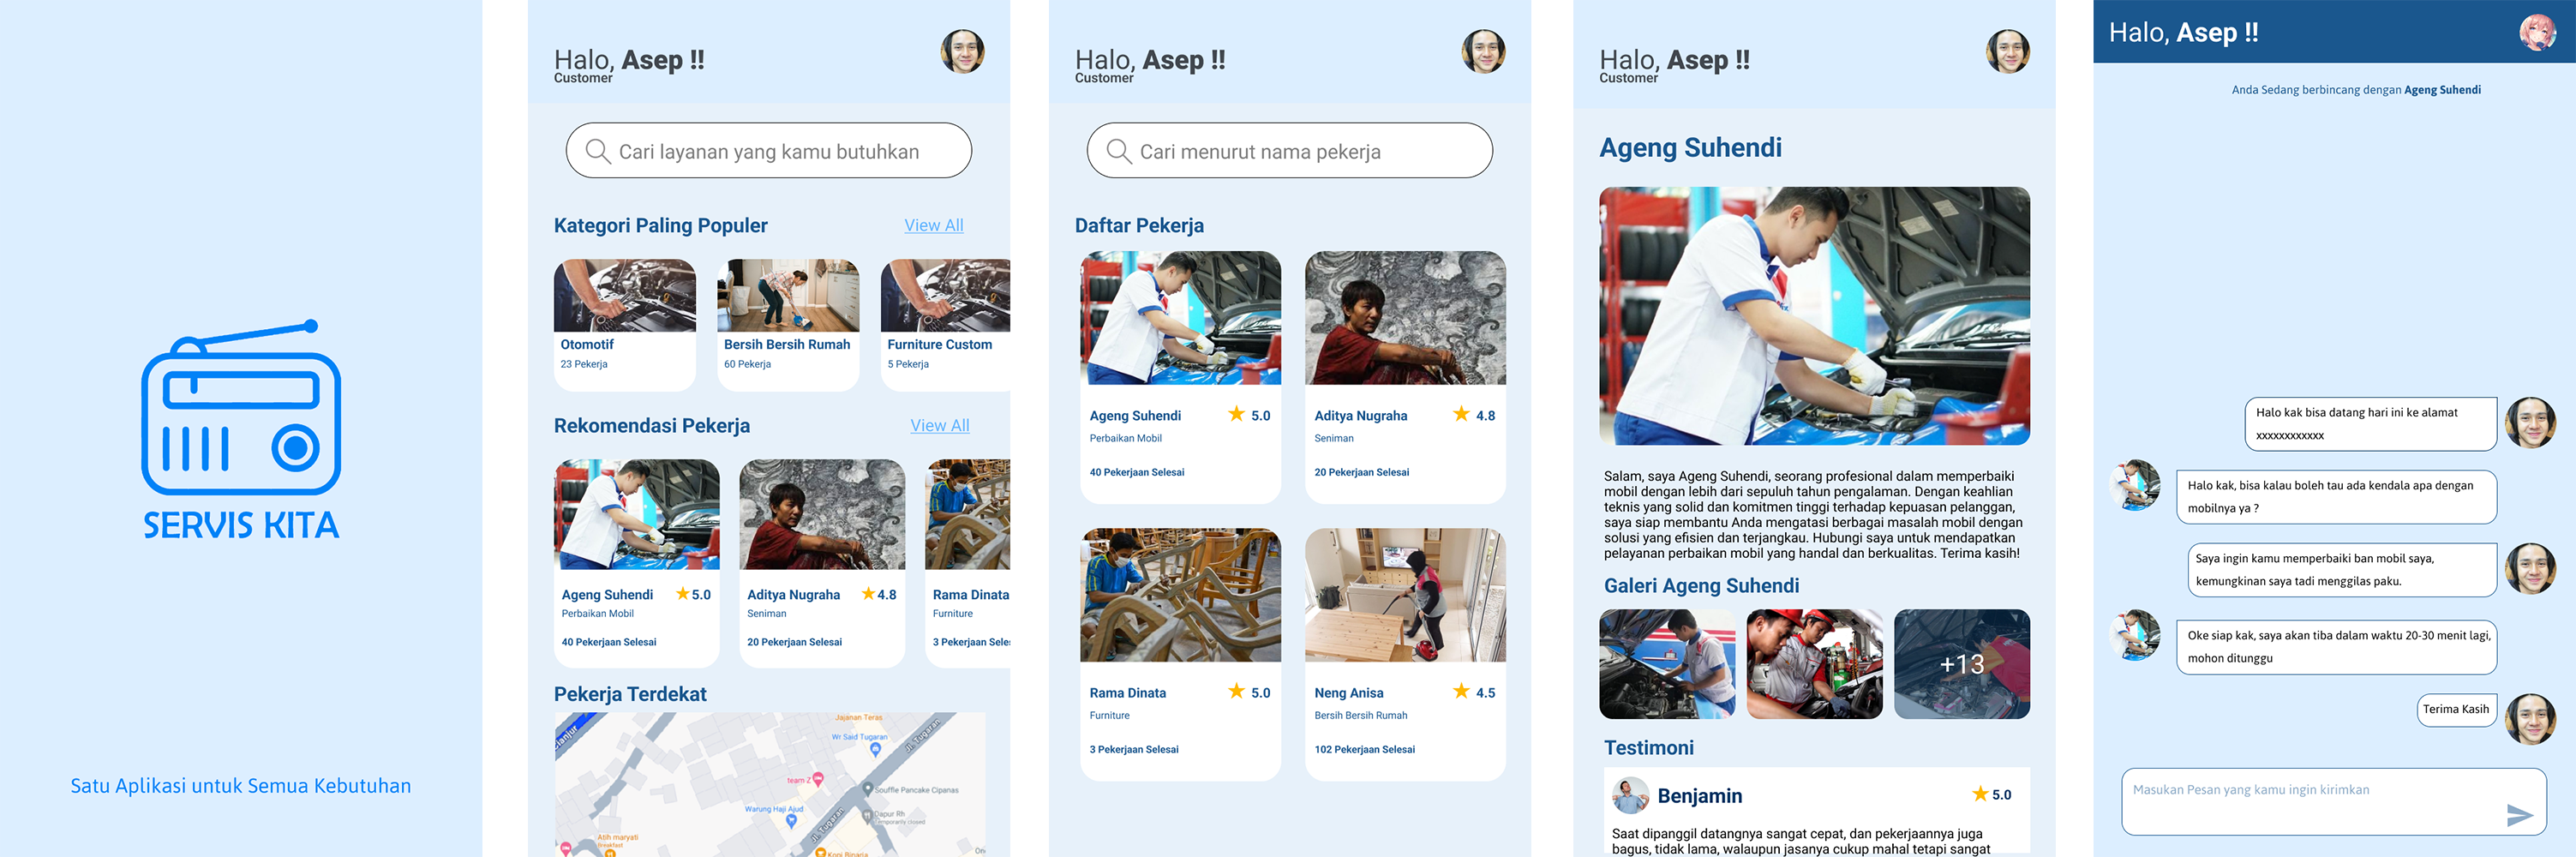 SERVIS KITA
Satu Aplikasi untuk Semua Kebutuhan
Halo, Asep !!
Customer
Cari layanan yang kamu butuhkan
Kategori Paling Populer
View All
Otomotif
23 Pekerja
Bersih Bersih Rumah
60 Pekerja
Furniture Custom
5 Pekerja
Rekomendasi Pekerja
View All
Ageng Suhendi
5.0
Perbaikan Mobil
40 Pekerjaan Selesai
Aditya Nugraha
4.8
Seniman
20 Pekerjaan Selesai
Rama Dinata
Furniture
3 Pekerjaan Seles
Pekerja Terdekat
Jajanan Teras
Wr Said Tugaran
Jl. Tugaran
team Z
Souffle Pancake Cipanas
Warung Haji Ajud
Dapur Rh
Temporarily closed
Jl. Tugaran
Atih maryati
Breakfast
Kopi Binaria
Halo, Asep !!
Customer
Cari menurut nama pekerja
Daftar Pekerja
Ageng Suhendi
5.0
Perbaikan Mobil
40 Pekerjaan Selesai
Aditya Nugraha
4.8
Seniman
20 Pekerjaan Selesai
Rama Dinata
5.0
Furniture
3 Pekerjaan Selesai
Neng Anisa
4.5
Bersih Bersih Rumah
102 Pekerjaan Selesai
Halo, Asep !!
Customer
Ageng Suhendi
Salam, saya Ageng Suhendi, seorang profesional dalam memperbaiki
mobil dengan lebih dari sepuluh tahun pengalaman. Dengan keahlian
teknis yang solid dan komitmen tinggi terhadap kepuasan pelanggan,
saya siap membantu Anda mengatasi berbagai masalah mobil dengan
solusi yang efisien dan terjangkau. Hubungi saya untuk mendapatkan
pelayanan perbaikan mobil yang handal dan berkualitas. Terima kasih!
Galeri Ageng Suhendi
+13
Testimoni
Benjamin
5.0
Saat dipanggil datangnya sangat cepat, dan pekerjaannya juga
bagus, tidak lama, walaupun jasanya cukup mahal tetapi sangat
Halo, Asep !!
Anda Sedang berbincang dengan Ageng Suhendi
Halo kak bisa datang hari ini ke alamat
xxxxxxxxxxxx
Halo kak, bisa kalau boleh tau ada kendala apa dengan
mobilnya ya ?
Saya ingin kamu memperbaiki ban mobil saya,
kemungkinan saya tadi menggilas paku.
Oke siap kak, saya akan tiba dalam waktu 20-30 menit lagi,
mohon ditunggu
Terima Kasih
Masukan Pesan yang kamu ingin kirimkan